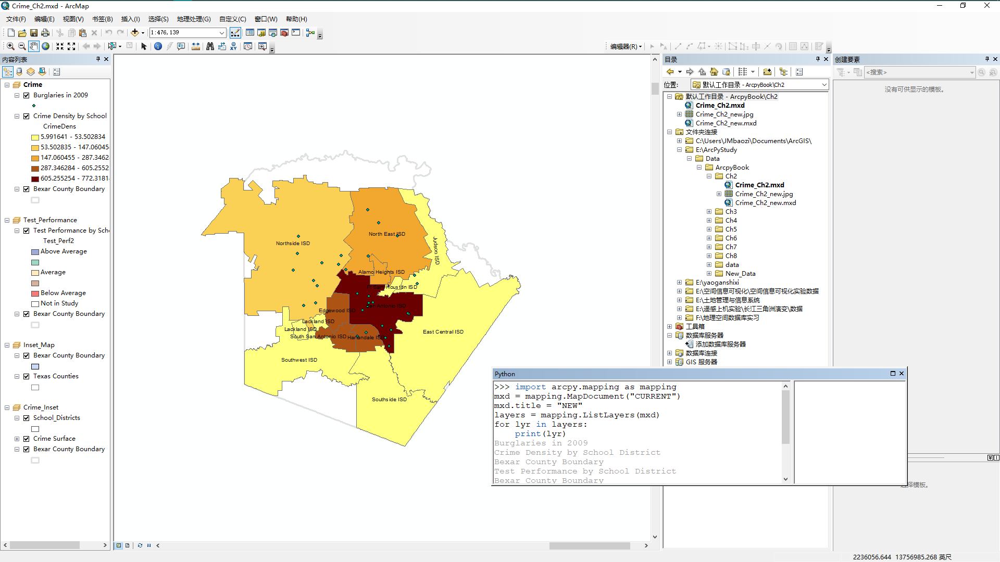 Crime_Ch2.mxd - ArcMap
文件(F) 编辑(E) 视图(V) 书签(B) 插入(I) 选择(S) 地理处理(G) 自定义(C) 窗口(W) 帮助(H)
1:476,139
编辑器(R)
内容列表
Crime
Burglaries in 2009
Crime Density by School
CrimeDens
5.991641 - 53.502834
53.502835 - 147.06045
147.060455 - 287.3462
287.346284 - 605.2552
605.255254 - 772.3181
Bexar County Boundary
Test_Performance
Test Performance by Sch
Test_Perf2
Above Average
Average
Below Average
Not in Study
Bexar County Boundary
Inset_Map
Bexar County Boundary
Texas Counties
Crime_Inset
School_Districts
Crime Surface
Bexar County Boundary
Northside ISD
North East ISD
Judson ISD
Alamo Heights ISD
Ft Sam Houston ISD
San Antonio ISD
Edgewood ISD
Lackland ISD
Lackland ISD
South San Antonio ISD
Harlandale ISD
East Central ISD
Southwest ISD
Southside ISD
目录
位置:
默认工作目录 - ArcpyBook\Ch2
默认工作目录 - ArcpyBook\Ch2
Crime_Ch2.mxd
Crime_Ch2_new.jpg
Crime_Ch2_new.mxd
文件夹连接
C:\Users\JMbaozi\Documents\ArcGIS\
E:\ArcPyStudy
Data
ArcpyBook
Ch2
Crime_Ch2.mxd
Crime_Ch2_new.jpg
Crime_Ch2_new.mxd
Ch3
Ch4
Ch5
Ch6
Ch7
Ch8
data
New_Data
E:\yaoganshixi
E:\空间信息可视化\空间信息可视化实验数据
E:\土地管理与信息系统
E:\遥感上机实验\长江三角洲演变\数据
F:\地理空间数据库实习
工具箱
数据库服务器
添加数据库服务器
数据库连接
GIS 服务器
创建要素
<搜索>
没有可供显示的模板。
选择模板。
Python
>>> import arcpy.mapping as mapping
mxd = mapping.MapDocument("CURRENT")
mxd.title = "NEW"
layers = mapping.ListLayers(mxd)
for lyr in layers:
    print(lyr)
Burglaries in 2009
Crime Density by School District
Bexar County Boundary
Test Performance by School District
Bexar County Boundary
2236056.644 13756985.268 英尺